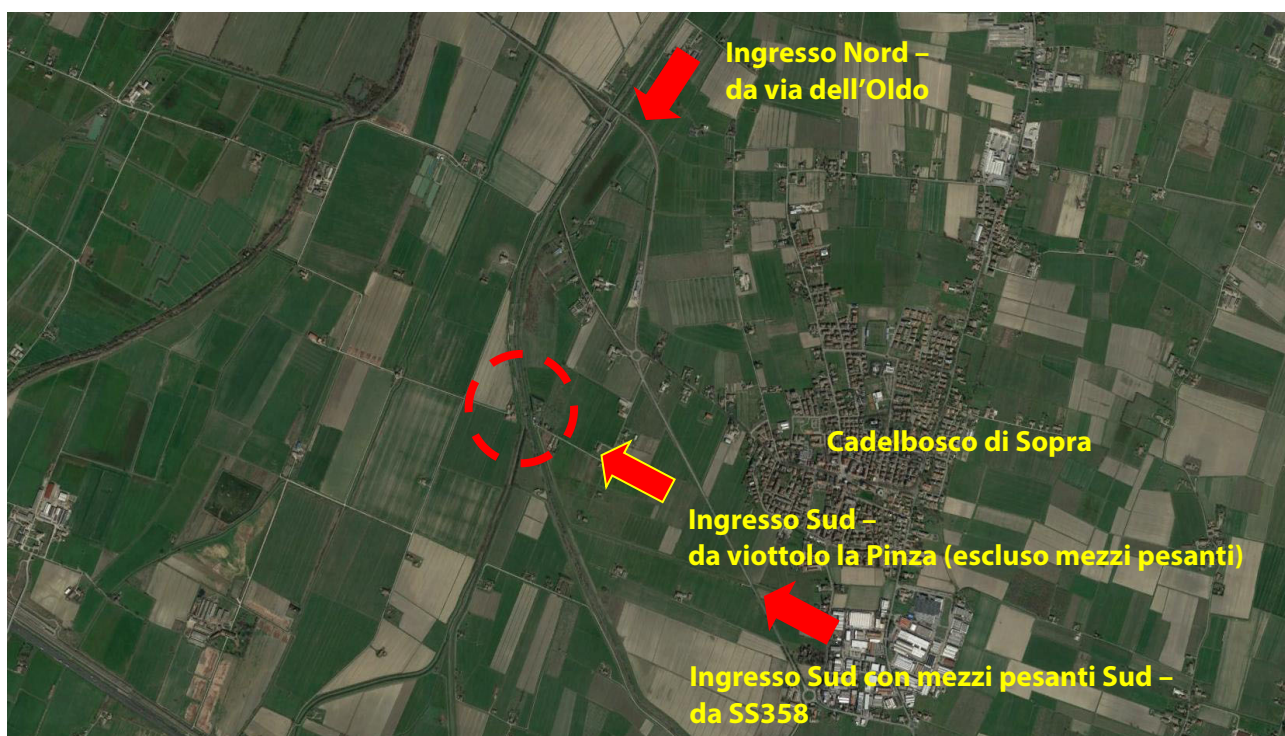 Ingresso Nord –
da via dell’Oldo
Cadelbosco di Sopra
Ingresso Sud –
da viottolo la Pinza (escluso mezzi pesanti)
Ingresso Sud con mezzi pesanti Sud –
da SS358